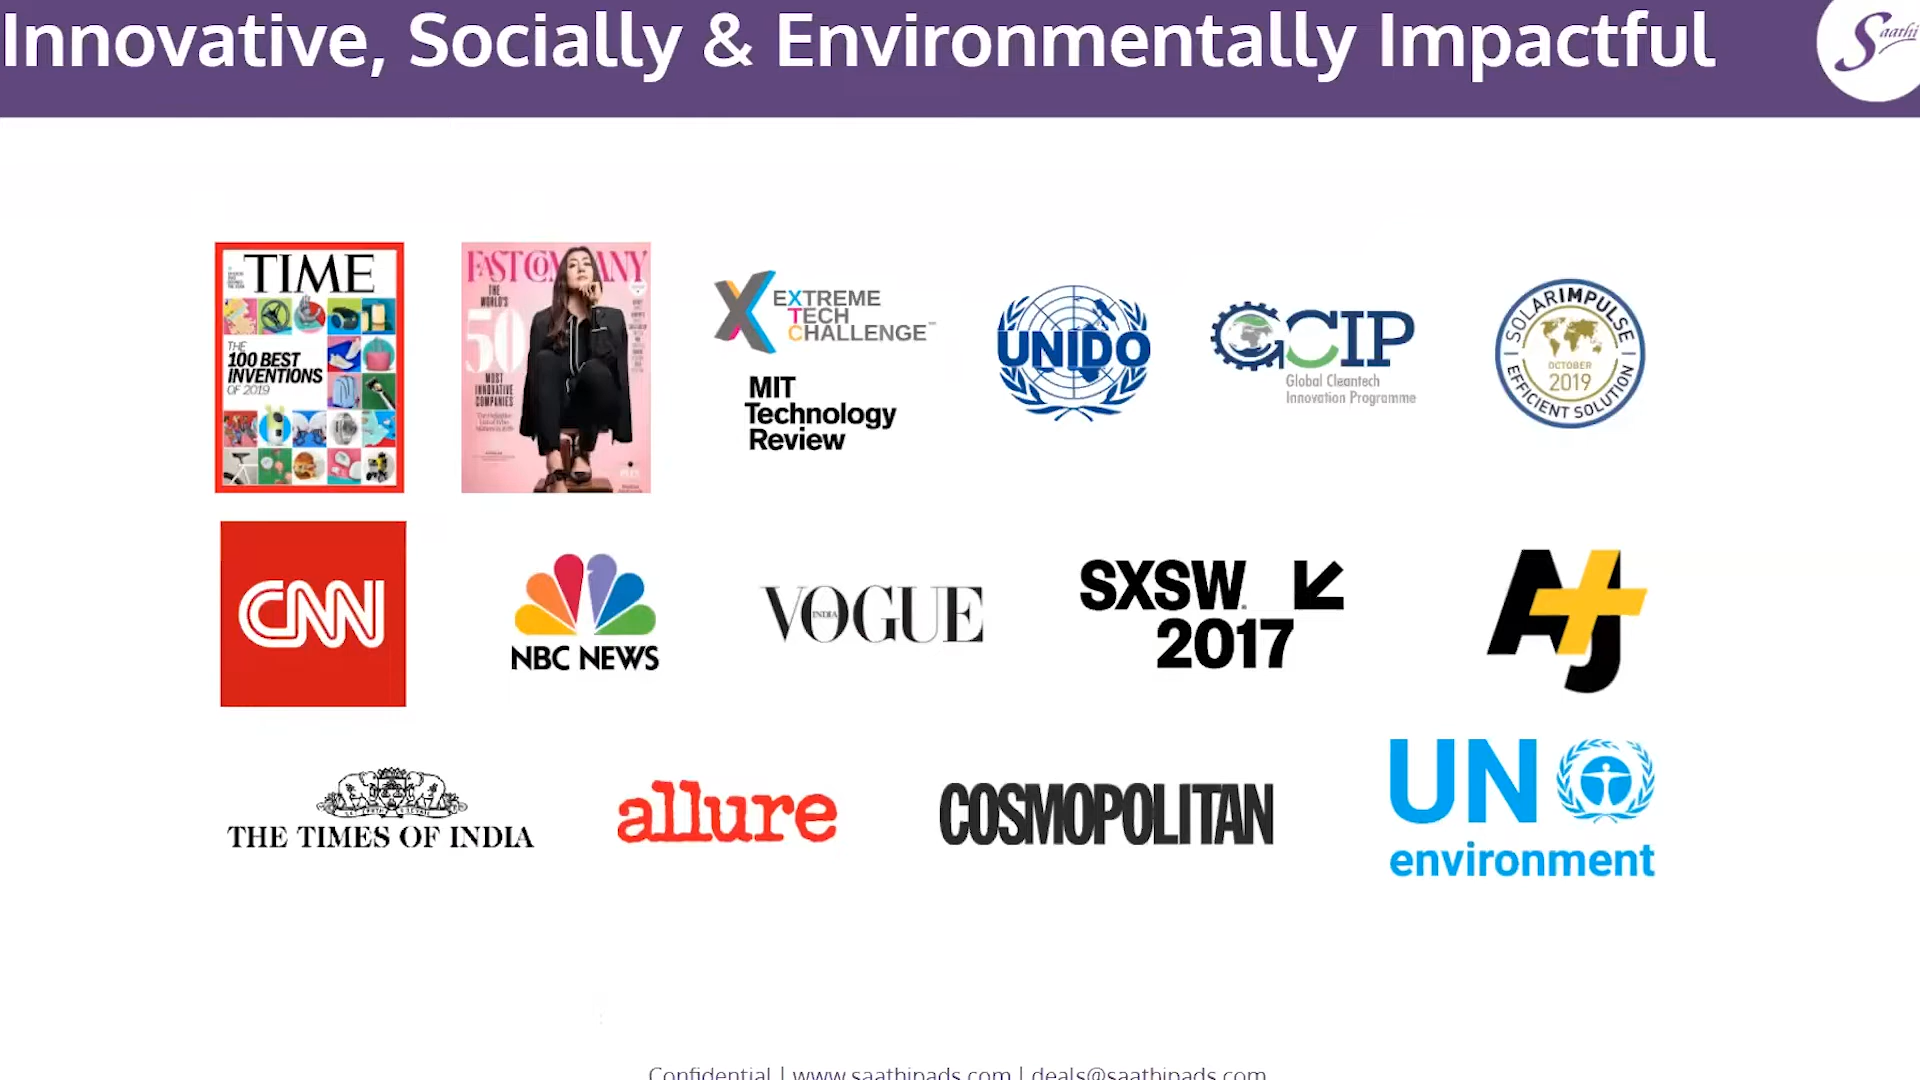 Innovative, Socially & Environmentally Impactful
Saathi
TIME
THE
100 BEST
INVENTIONS
OF 2019
FAST COMPANY
THE
WORLD'S
50
MOST
INNOVATIVE
COMPANIES
EXTREME
TECH
CHALLENGE™
MIT
Technology
Review
UNIDO
GCIP
Global Cleantech
Innovation Programme
SOLARIMPULSE
OCTOBER
2019
EFFICIENT SOLUTION
CNN
NBC NEWS
VOGUE
INDIA
SXSW
2017
AJ+
THE TIMES OF INDIA
allure
COSMOPOLITAN
UN
environment
Confidential | www.saathipads.com | deals@saathipads.com